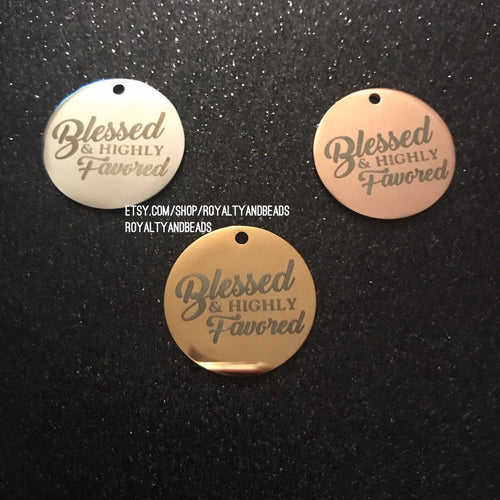 Blessed
& HIGHLY
Favored
Blessed
& HIGHLY
Favored
ETSY.COM/SHOP/ROYALTYANDBEADS
ROYALTYANDBEADS
Blessed
& HIGHLY
Favored